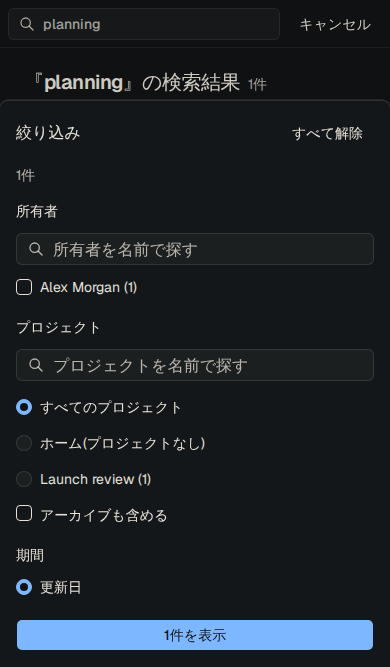 planning
キャンセル
『planning』の検索結果 1件
絞り込み
すべて解除
1件
所有者
所有者を名前で探す
Alex Morgan (1)
プロジェクト
プロジェクトを名前で探す
すべてのプロジェクト
ホーム(プロジェクトなし)
Launch review (1)
アーカイブも含める
期間
更新日
1件を表示